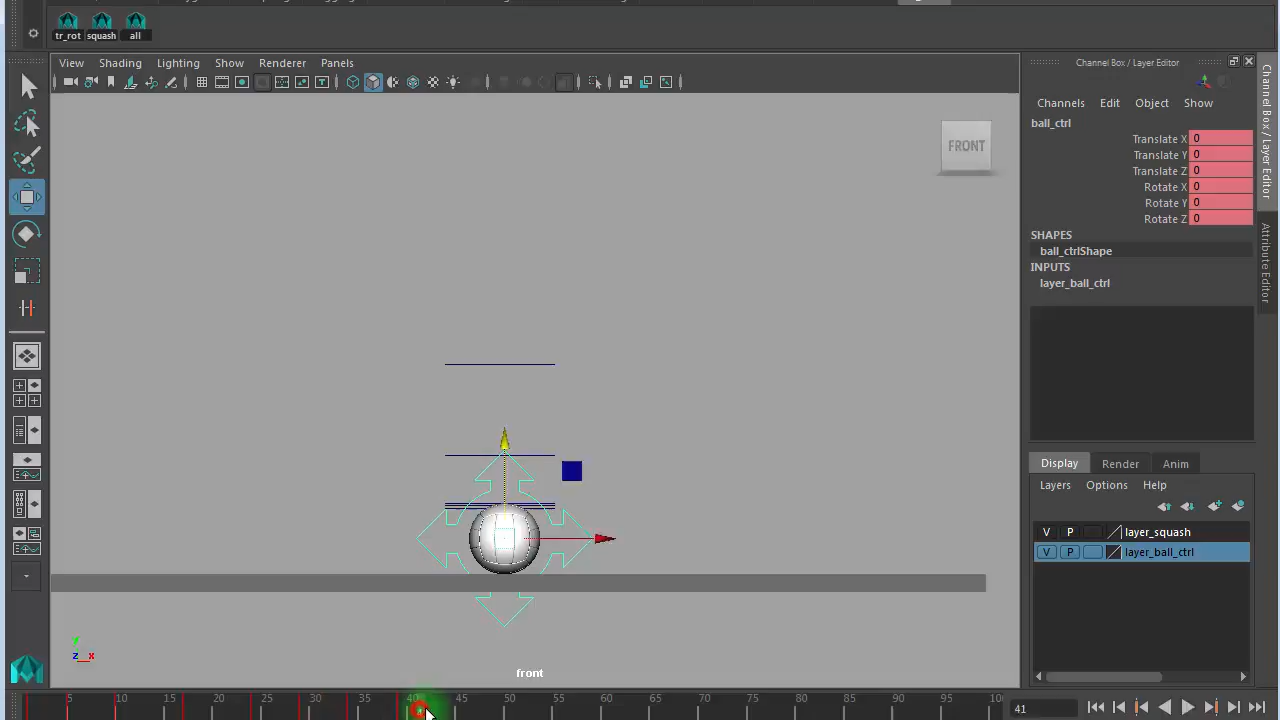 tr_rot squash all
View Shading Lighting Show Renderer Panels
FRONT
front
y
z x
Channel Box / Layer Editor
Channels Edit Object Show
ball_ctrl
Translate X 0
Translate Y 0
Translate Z 0
Rotate X 0
Rotate Y 0
Rotate Z 0
SHAPES
ball_ctrlShape
INPUTS
layer_ball_ctrl
Display Render Anim
Layers Options Help
V P layer_squash
V P layer_ball_ctrl
Channel Box / Layer Editor
Attribute Editor
5 10 15 20 25 30 35 40 45 50 55 60 65 70 75 80 85 90 95 100
41